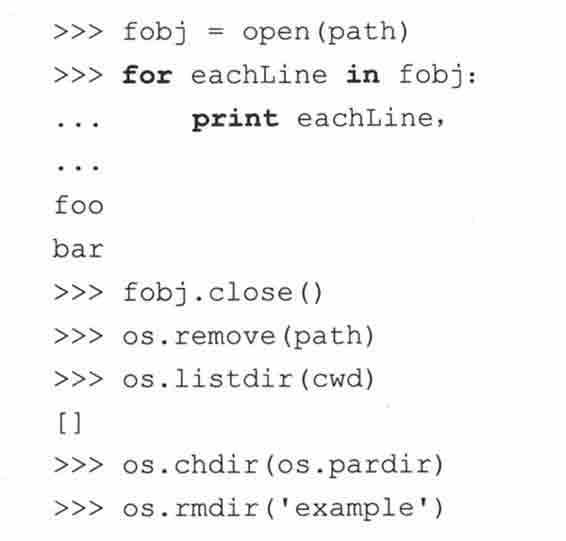 >>> fobj = open(path)
>>> for eachLine in fobj:
...     print eachLine,
...
foo
bar
>>> fobj.close()
>>> os.remove(path)
>>> os.listdir(cwd)
[]
>>> os.chdir(os.pardir)
>>> os.rmdir('example')